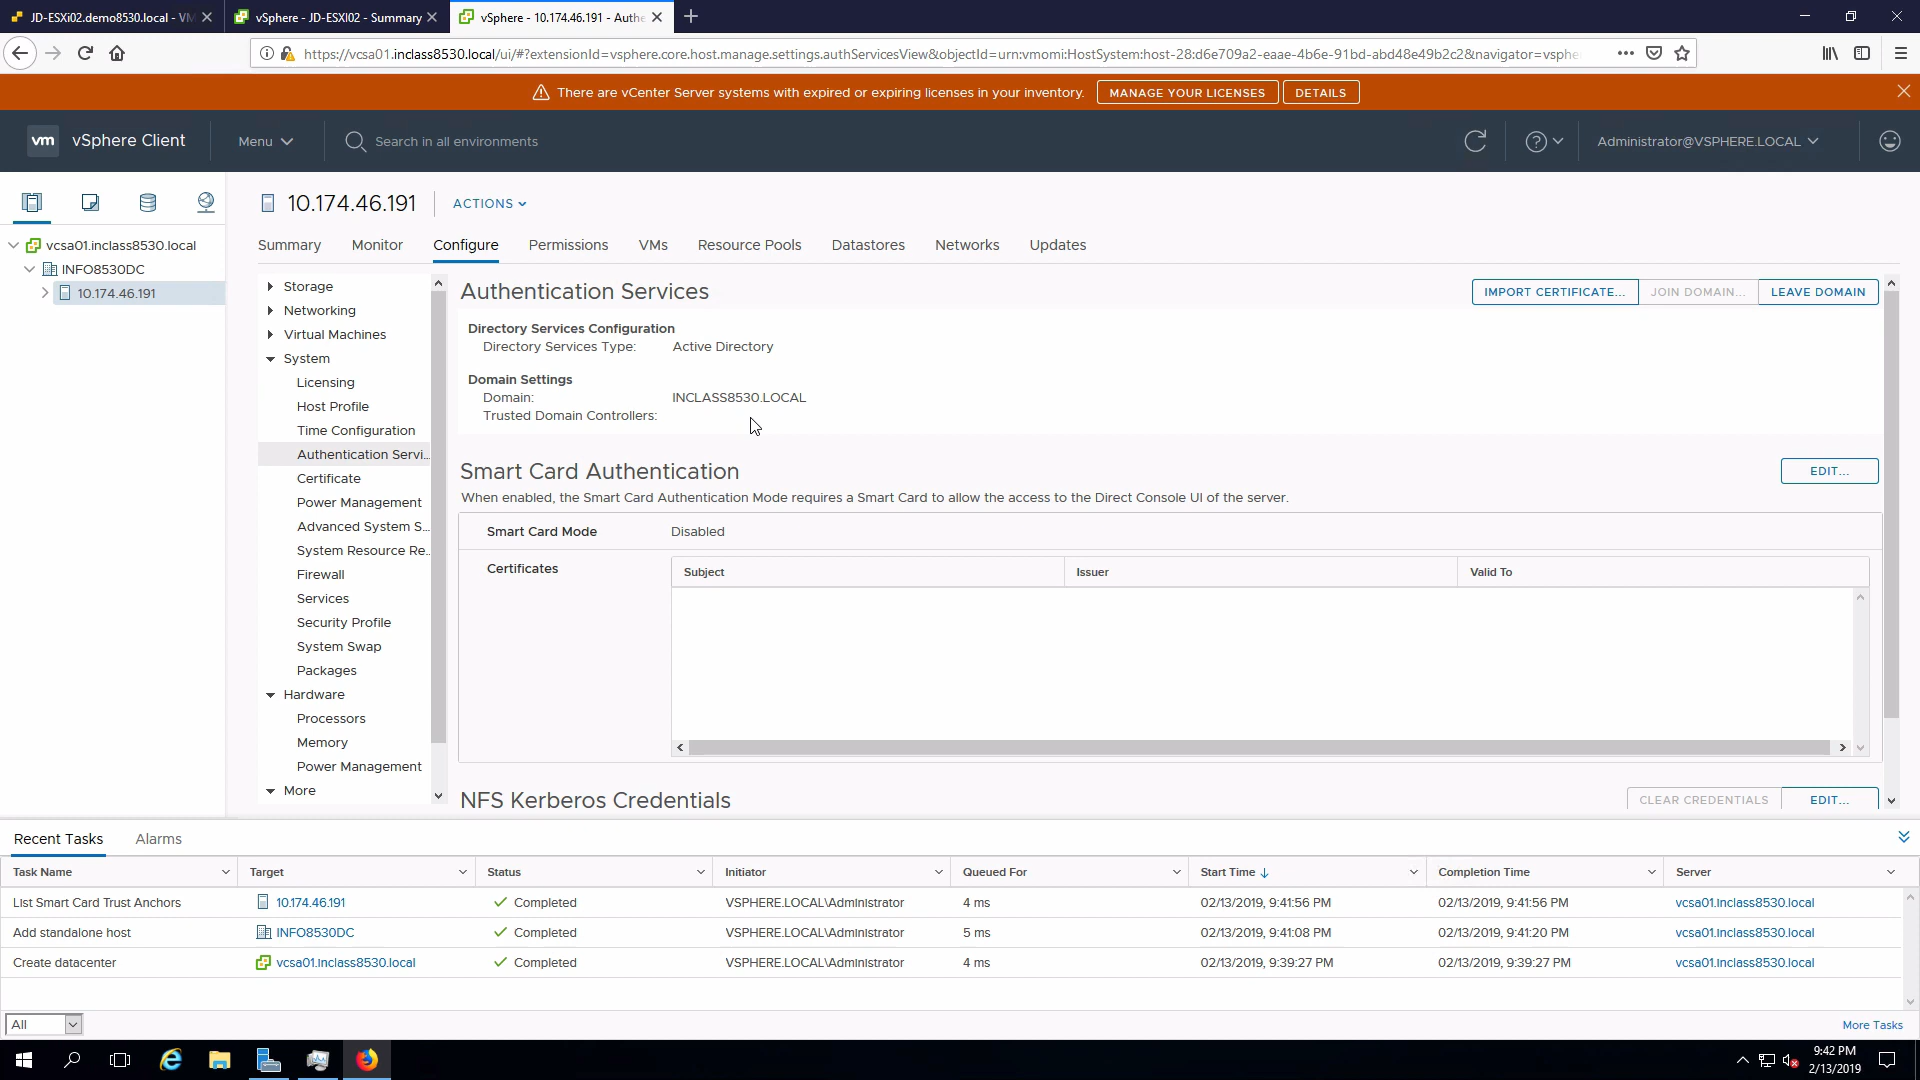 JD-ESXi02.demo8530.local - VM
vSphere - JD-ESXI02 - Summary
vSphere - 10.174.46.191 - Authe
https://vcsa01.inclass8530.local/ui/#?extensionId=vsphere.core.host.manage.settings.authServicesView&objectId=urn:vmomi:HostSystem:host-28:d6e709a2-eaae-4b6e-91bd-abd48e49b2c2&navigator=vsphe
There are vCenter Server systems with expired or expiring licenses in your inventory.
MANAGE YOUR LICENSES
DETAILS
vm
vSphere Client
Menu
Search in all environments
Administrator@VSPHERE.LOCAL
vcsa01.inclass8530.local
INFO8530DC
10.174.46.191
10.174.46.191
ACTIONS
Summary
Monitor
Configure
Permissions
VMs
Resource Pools
Datastores
Networks
Updates
Storage
Networking
Virtual Machines
System
Licensing
Host Profile
Time Configuration
Authentication Servi...
Certificate
Power Management
Advanced System S...
System Resource Re...
Firewall
Services
Security Profile
System Swap
Packages
Hardware
Processors
Memory
Power Management
More
Authentication Services
IMPORT CERTIFICATE...
JOIN DOMAIN...
LEAVE DOMAIN
Directory Services Configuration
Directory Services Type: Active Directory
Domain Settings
Domain: INCLASS8530.LOCAL
Trusted Domain Controllers:
Smart Card Authentication
EDIT...
When enabled, the Smart Card Authentication Mode requires a Smart Card to allow the access to the Direct Console UI of the server.
Smart Card Mode Disabled
Certificates
Subject Issuer Valid To
NFS Kerberos Credentials
CLEAR CREDENTIALS
EDIT...
Recent Tasks
Alarms
Task Name Target Status Initiator Queued For Start Time Completion Time Server
List Smart Card Trust Anchors 10.174.46.191 Completed VSPHERE.LOCAL\Administrator 4 ms 02/13/2019, 9:41:56 PM 02/13/2019, 9:41:56 PM vcsa01.inclass8530.local
Add standalone host INFO8530DC Completed VSPHERE.LOCAL\Administrator 5 ms 02/13/2019, 9:41:08 PM 02/13/2019, 9:41:20 PM vcsa01.inclass8530.local
Create datacenter vcsa01.inclass8530.local Completed VSPHERE.LOCAL\Administrator 4 ms 02/13/2019, 9:39:27 PM 02/13/2019, 9:39:27 PM vcsa01.inclass8530.local
All
More Tasks
9:42 PM
2/13/2019